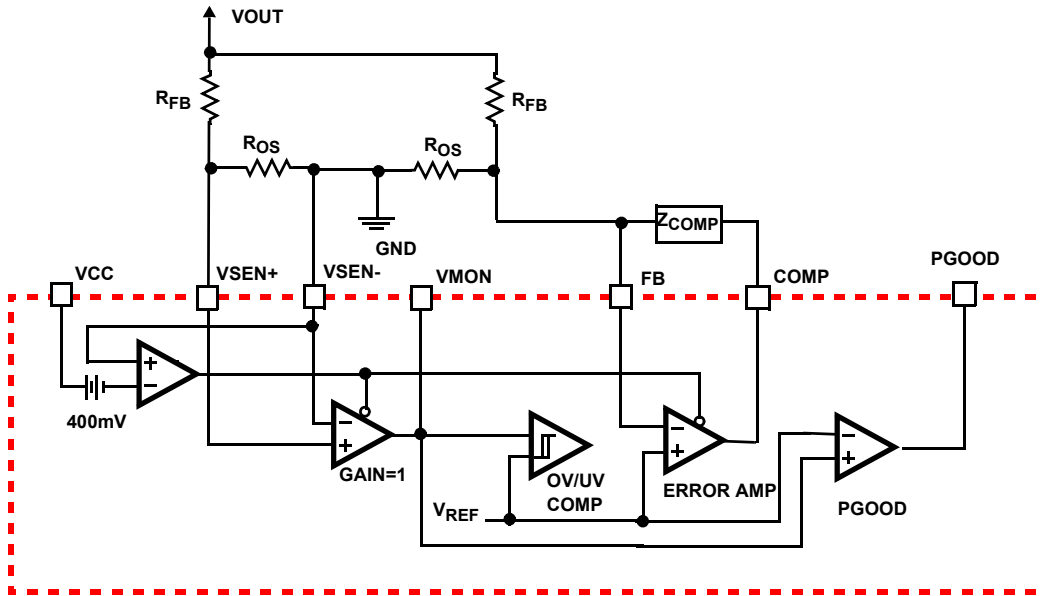 VOUT
RFB
RFB
ROS
ROS
ZCOMP
GND
VCC
VSEN+
VSEN-
VMON
FB
COMP
PGOOD
+
−
400mV
−
+
GAIN=1
OV/UV
COMP
−
+
ERROR AMP
−
+
PGOOD
VREF